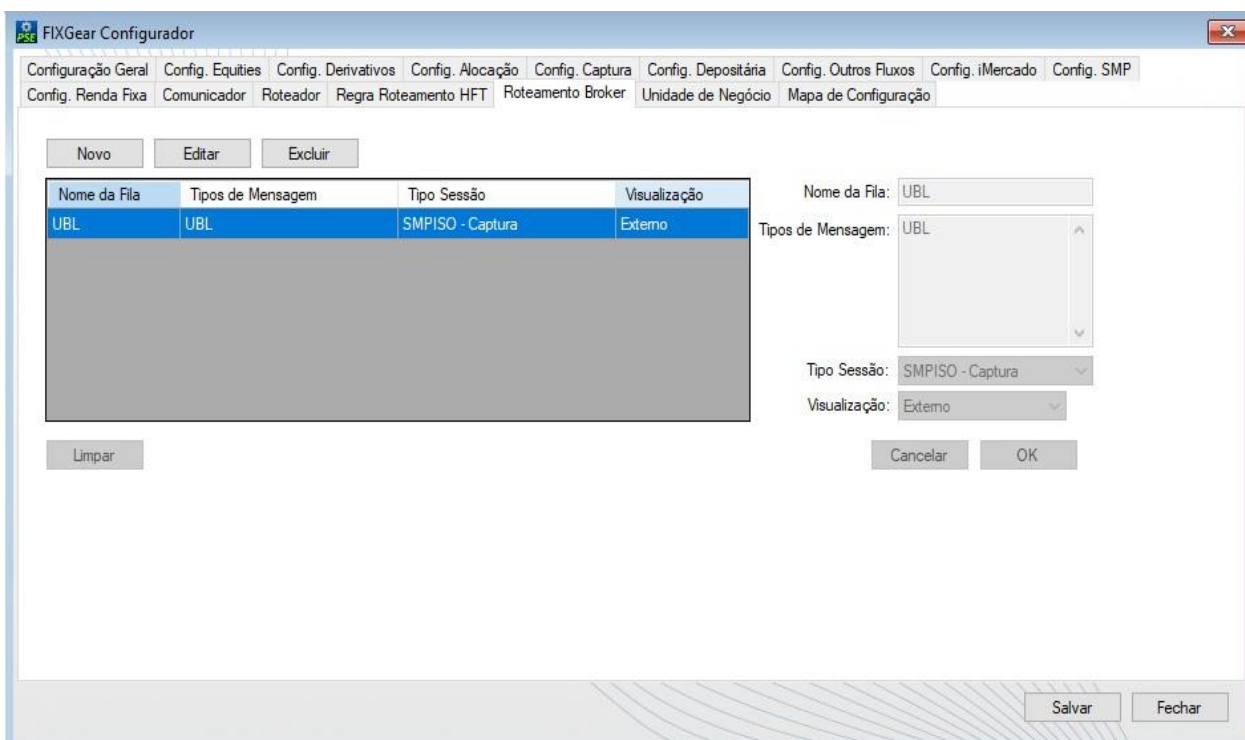 PSE FIXGear Configurador
Configuração Geral Config. Equities Config. Derivativos Config. Alocação Config. Captura Config. Depositária Config. Outros Fluxos Config. iMercado Config. SMP
Config. Renda Fixa Comunicador Roteador Regra Roteamento HFT Roteamento Broker Unidade de Negócio Mapa de Configuração
Novo Editar Excluir
Nome da Fila Tipos de Mensagem Tipo Sessão Visualização
UBL UBL SMPISO - Captura Externo
Nome da Fila: UBL
Tipos de Mensagem: UBL
Tipo Sessão: SMPISO - Captura
Visualização: Externo
Limpar Cancelar OK
Salvar Fechar